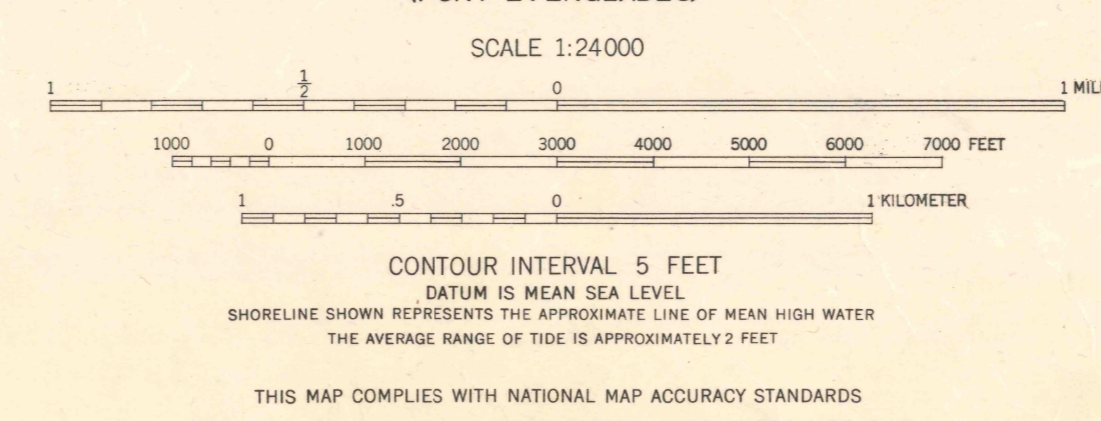 SCALE 1:24000
1 1/2 0 1
1000 0 1000 2000 3000 4000 5000 6000 7000 FEET
1 .5 0 1 KILOMETER
CONTOUR INTERVAL 5 FEET
DATUM IS MEAN SEA LEVEL
SHORELINE SHOWN REPRESENTS THE APPROXIMATE LINE OF MEAN HIGH WATER
THE AVERAGE RANGE OF TIDE IS APPROXIMATELY 2 FEET
THIS MAP COMPLIES WITH NATIONAL MAP ACCURACY STANDARDS